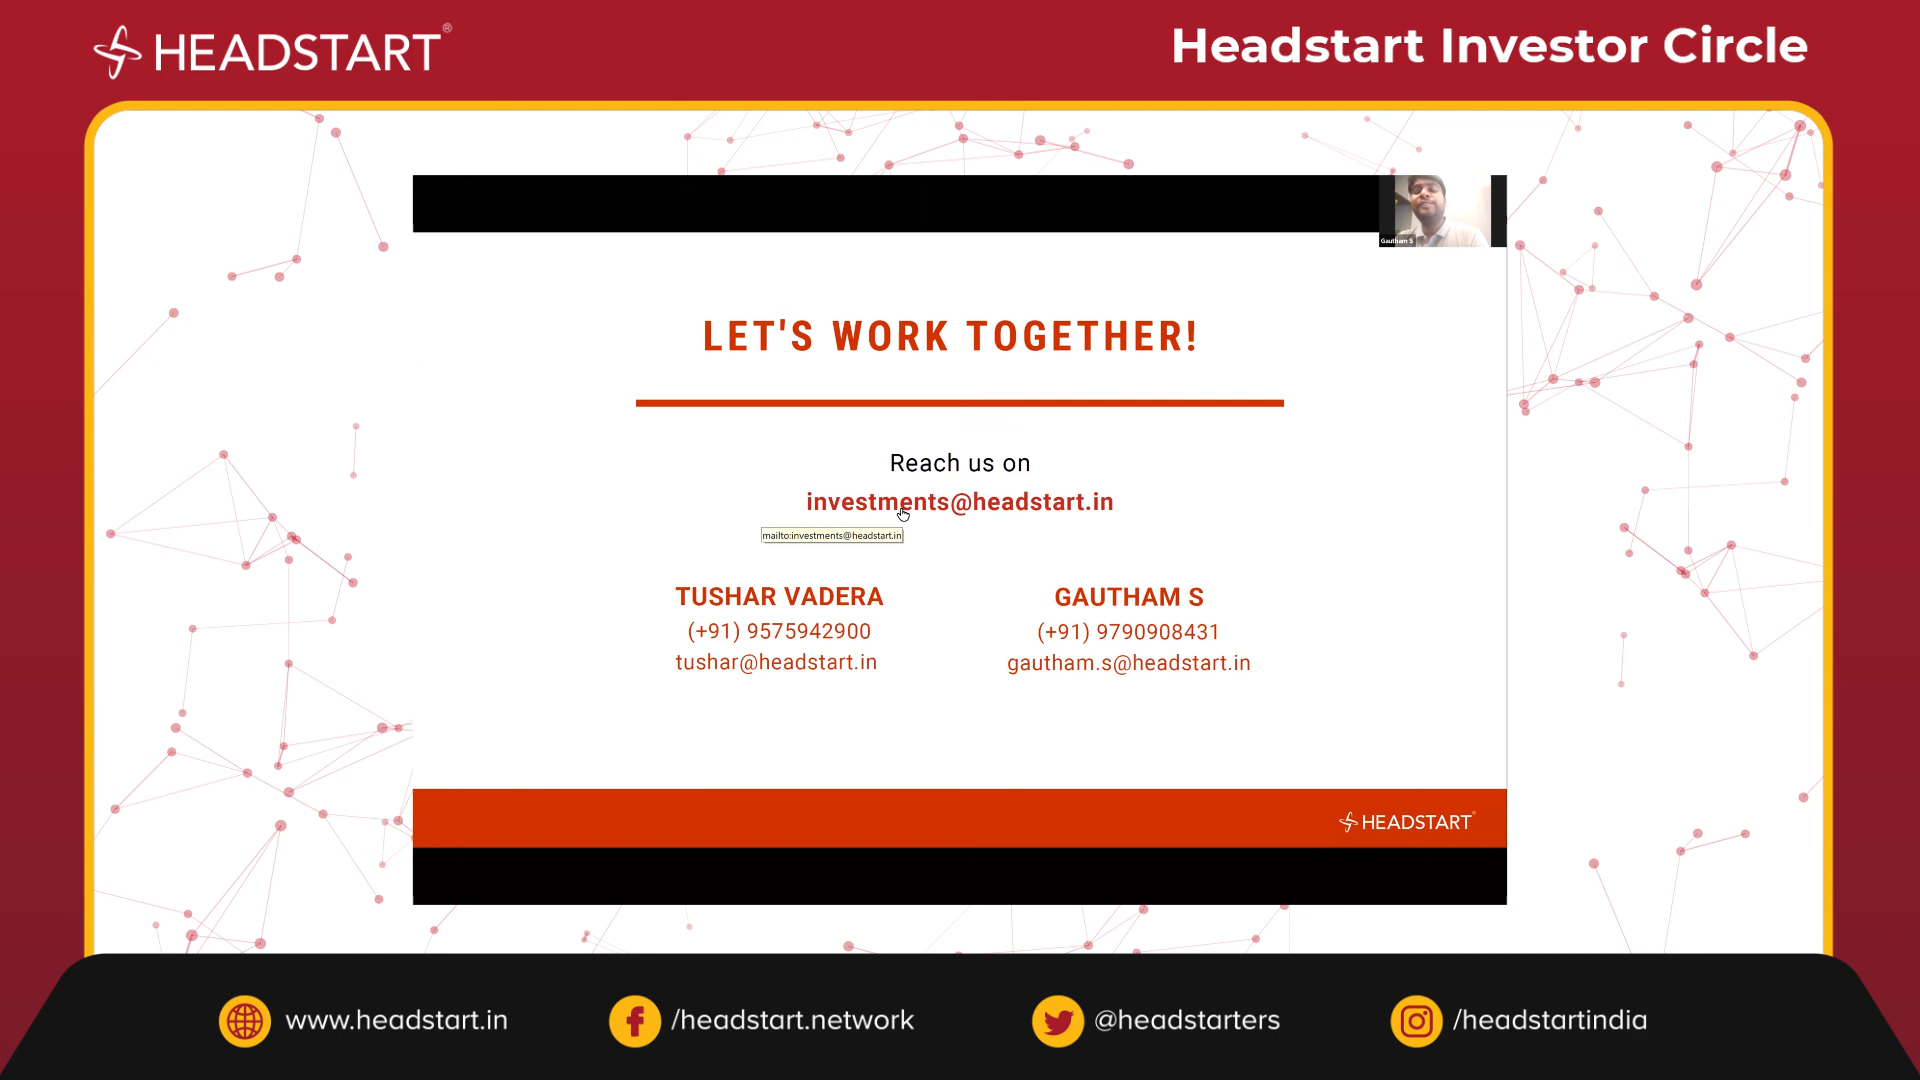 HEADSTART®
Headstart Investor Circle
Gautham S
LET'S WORK TOGETHER!
Reach us on
investments@headstart.in
mailto:investments@headstart.in
TUSHAR VADERA
(+91) 9575942900
tushar@headstart.in
GAUTHAM S
(+91) 9790908431
gautham.s@headstart.in
HEADSTART®
www.headstart.in
/headstart.network
@headstarters
/headstartindia